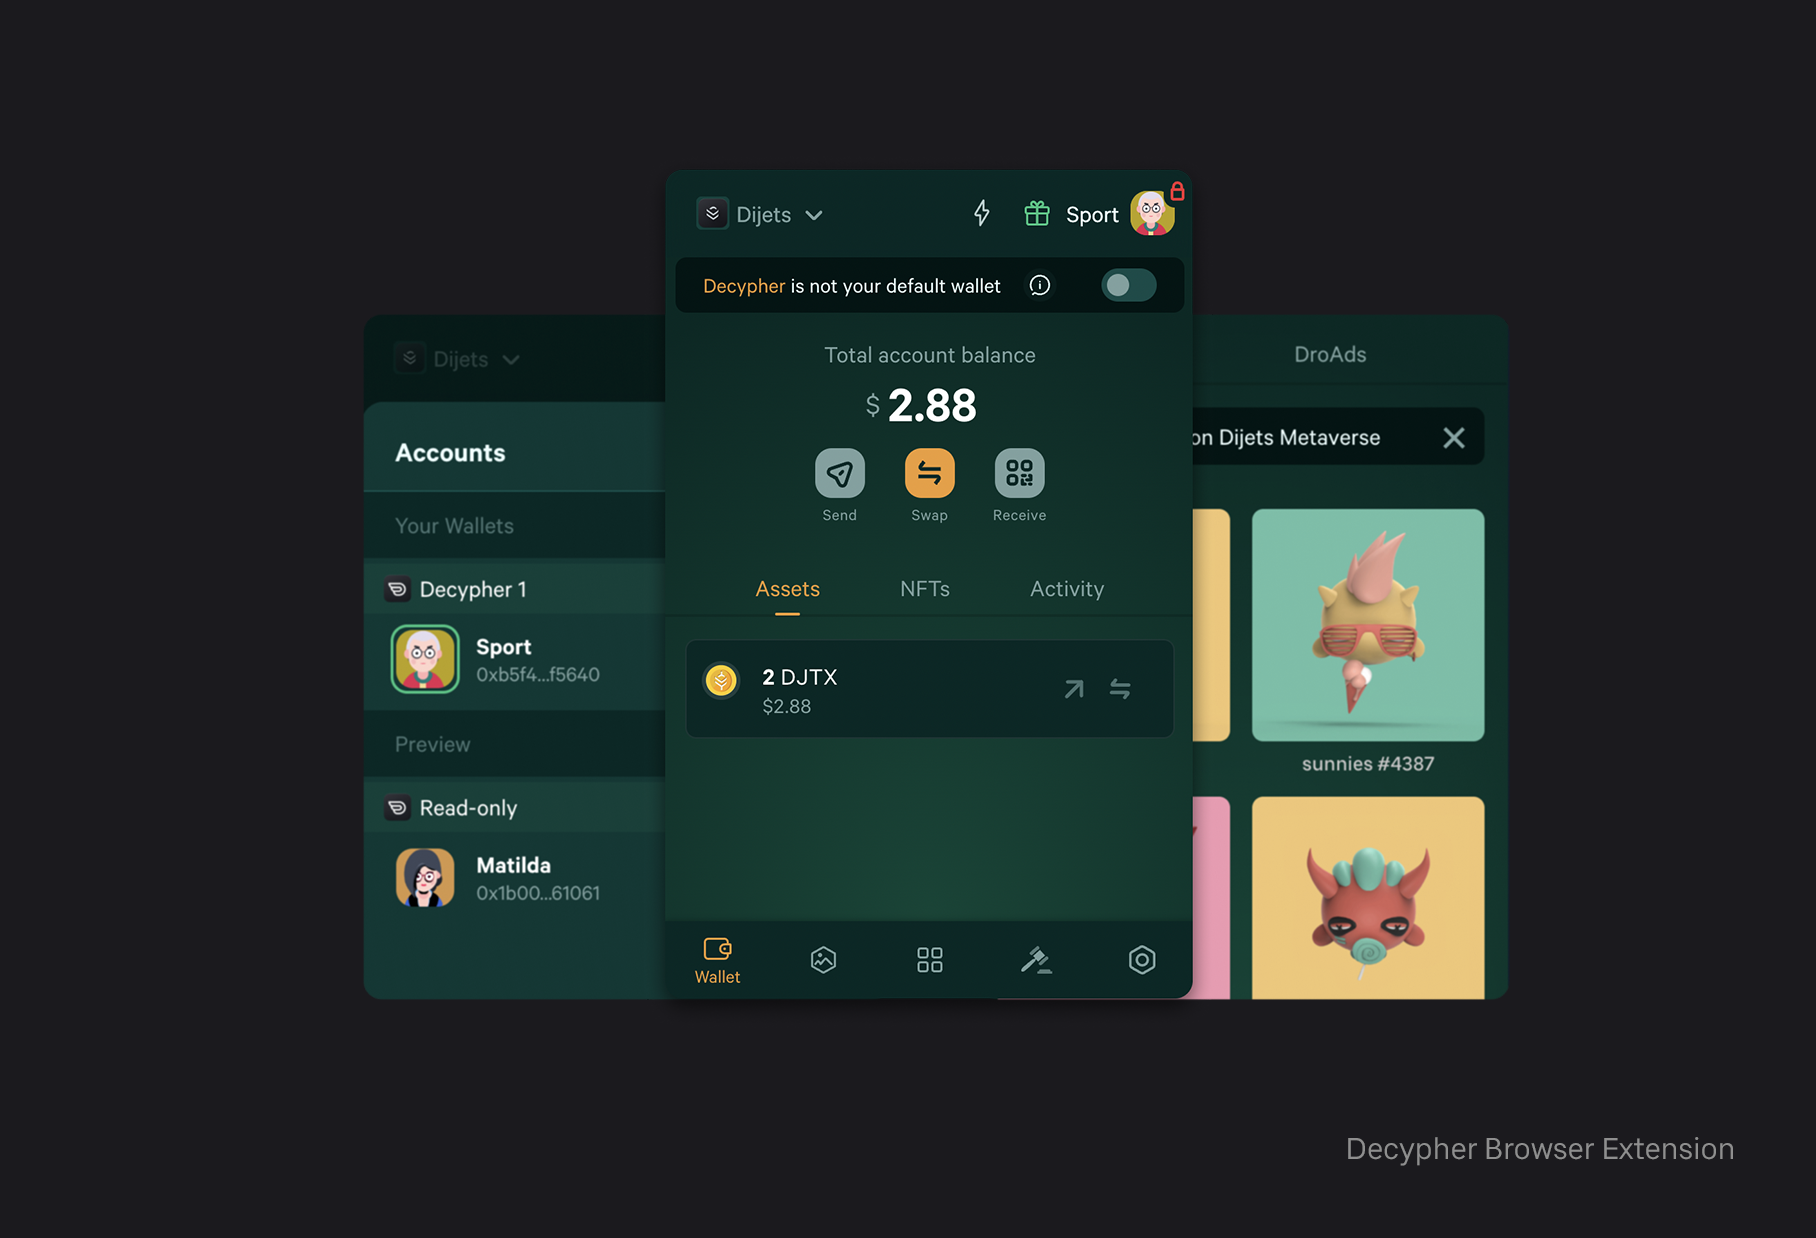 Dijets
Sport
Decypher is not your default wallet
Total account balance
$ 2.88
Send
Swap
Receive
Assets
NFTs
Activity
2 DJTX
$2.88
Wallet
Dijets
Accounts
Your Wallets
Decypher 1
Sport
0xb5f4...f5640
Preview
Read-only
Matilda
0x1b00...61061
DroAds
on Dijets Metaverse
sunnies #4387
Decypher Browser Extension